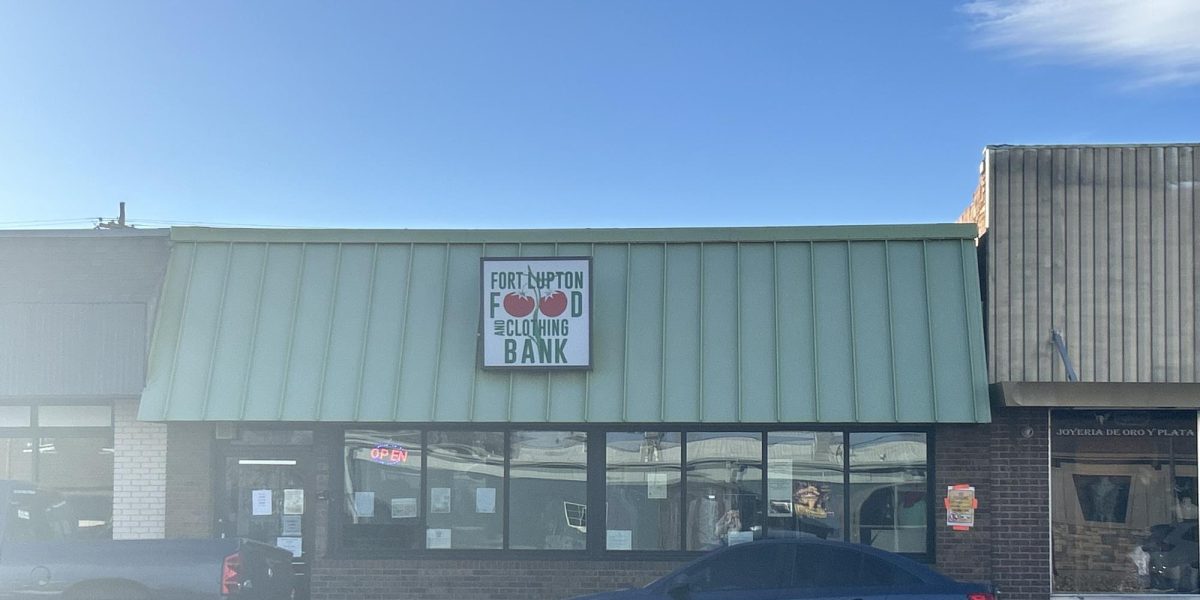 FORT LUPTON
FOOD
AND CLOTHING
BANK
OPEN
JOYERIA DE ORO Y PLATA